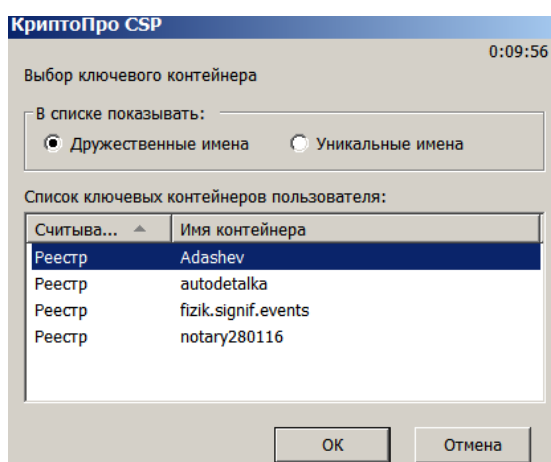 КриптоПро CSP
0:09:56
Выбор ключевого контейнера
В списке показывать:
Дружественные имена Уникальные имена
Список ключевых контейнеров пользователя:
Считыва... Имя контейнера
Реестр Adashev
Реестр autodetalka
Реестр fizik.signif.events
Реестр notary280116
ОК Отмена